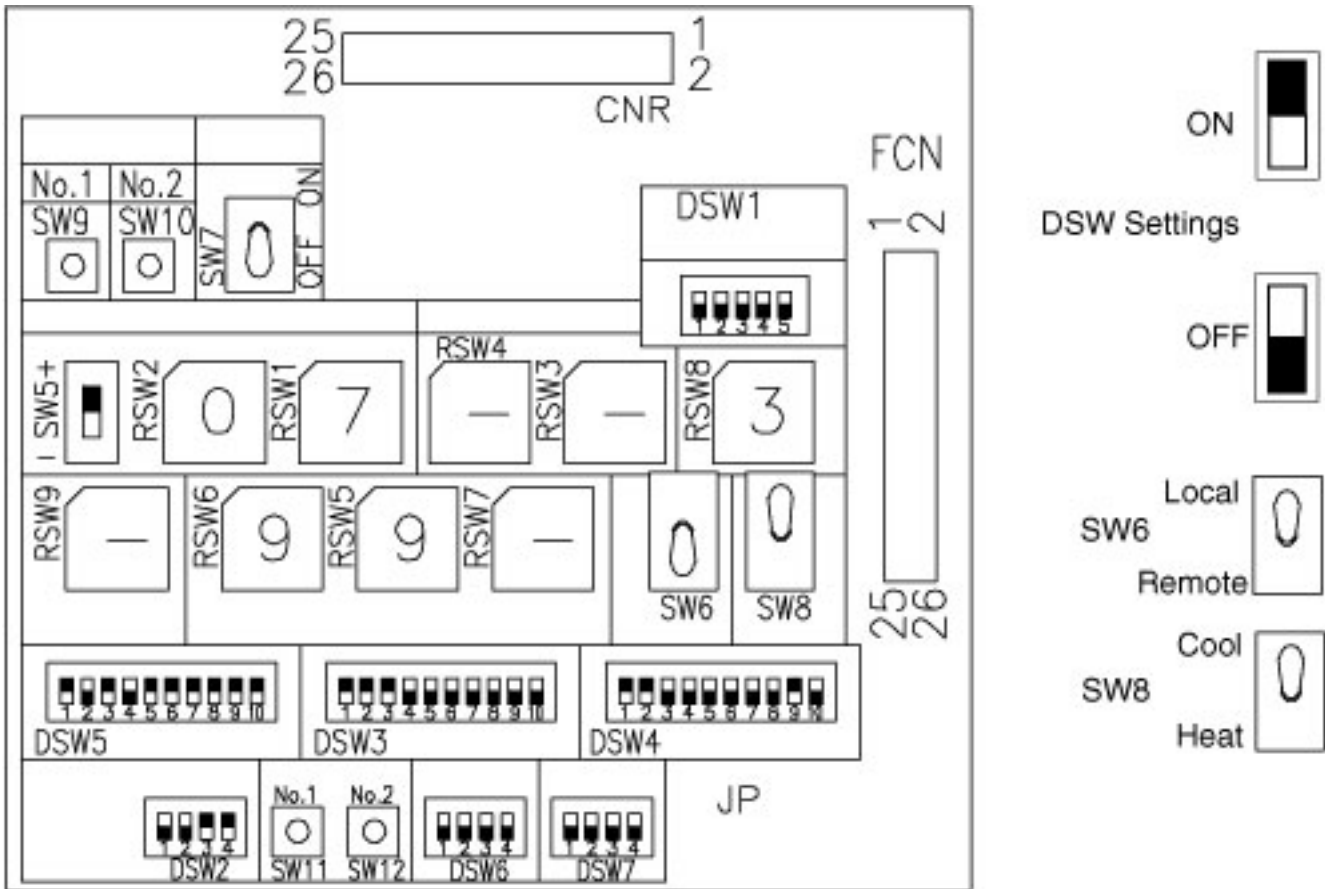 25 1
26 2
CNR
FCN
1 2
No.1 No.2
SW9 SW10 SW7 OFF ON
DSW1
1 2 3 4 5
– SW5+ RSW2 0 RSW1 7 RSW4 – RSW3 – RSW8 3
RSW9 – RSW6 9 RSW5 9 RSW7 –
SW6 SW8
25 26
1 2 3 4 5 6 7 8 9 10
DSW5
1 2 3 4 5 6 7 8 9 10
DSW3
1 2 3 4 5 6 7 8 9 10
DSW4
1 2 3 4
DSW2
No.1 No.2
SW11 SW12
1 2 3 4
DSW6
1 2 3 4
DSW7
JP
ON
DSW Settings
OFF
Local
SW6
Remote
Cool
SW8
Heat